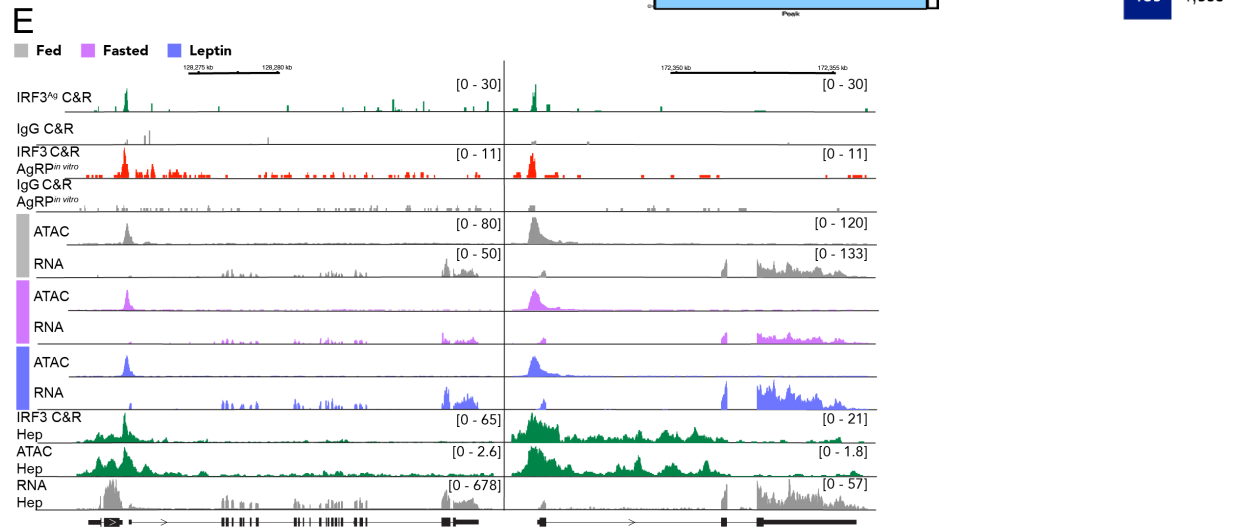 Peak
E
Fed Fasted Leptin
128,275 kb 128,280 kb 172,350 kb 172,355 kb
IRF3ᴬᵍ C&R [0 - 30] [0 - 30]
IgG C&R
IRF3 C&R [0 - 11] [0 - 11]
AgRP in vitro
IgG C&R
AgRP in vitro
ATAC [0 - 80] [0 - 120]
RNA [0 - 50] [0 - 133]
ATAC
RNA
ATAC
RNA
IRF3 C&R [0 - 65] [0 - 21]
Hep
ATAC [0 - 2.6] [0 - 1.8]
Hep
RNA [0 - 678] [0 - 57]
Hep